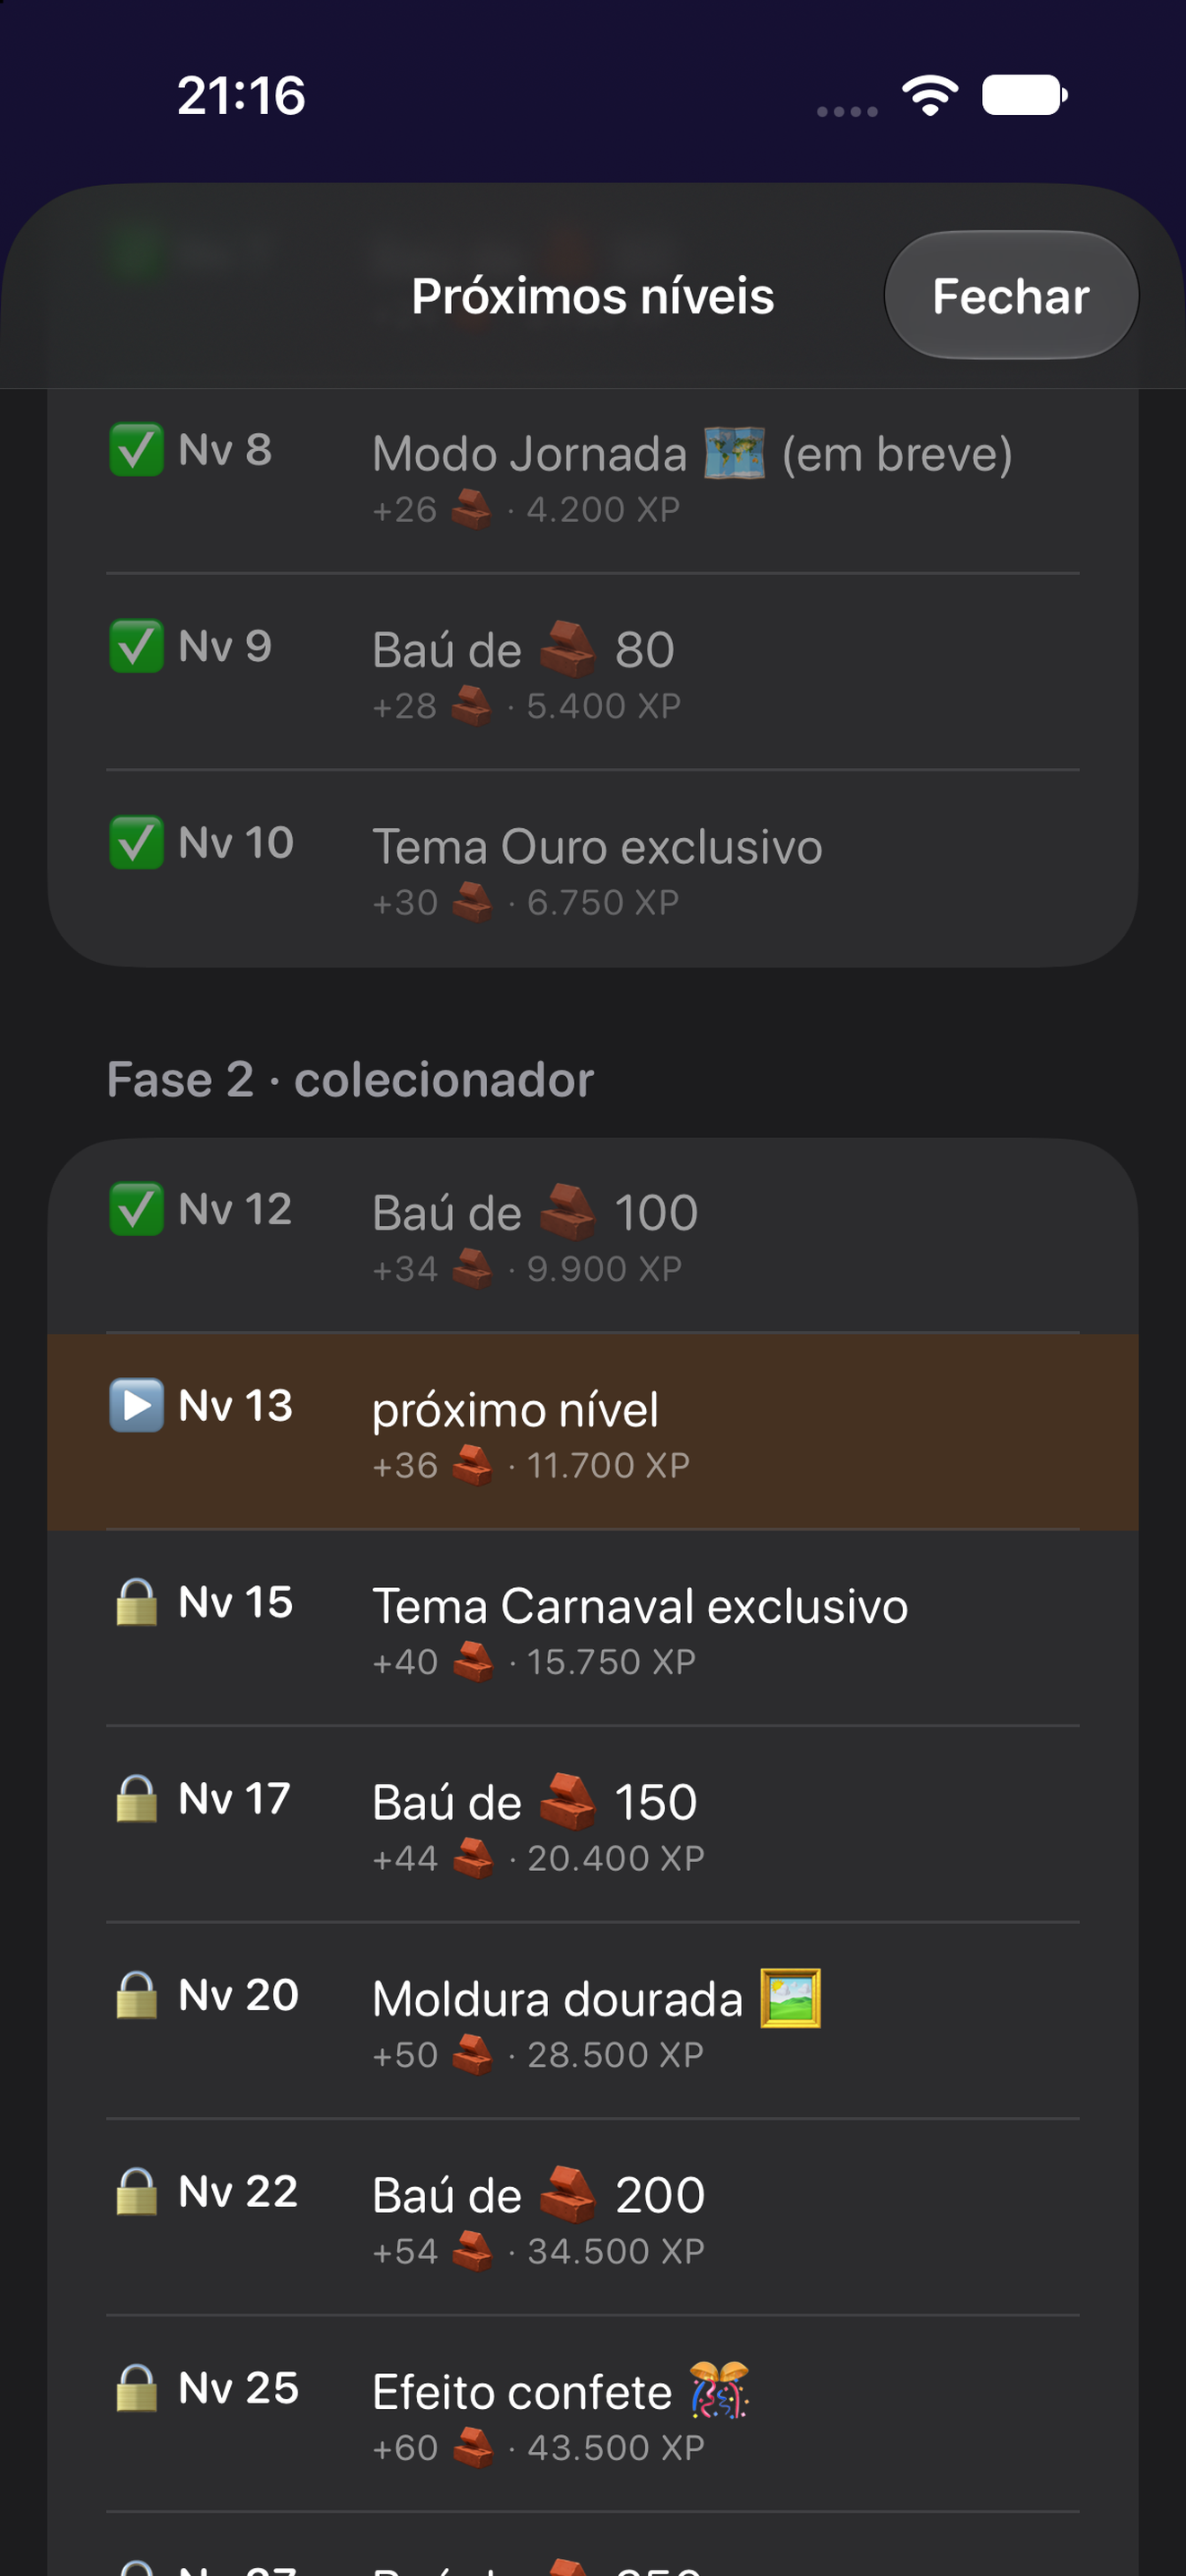 21:16
Próximos níveis
Fechar
Nv 8
Modo Jornada 🗺️ (em breve)
+26 🧱 · 4.200 XP
Nv 9
Baú de 🧱 80
+28 🧱 · 5.400 XP
Nv 10
Tema Ouro exclusivo
+30 🧱 · 6.750 XP
Fase 2 · colecionador
Nv 12
Baú de 🧱 100
+34 🧱 · 9.900 XP
Nv 13
próximo nível
+36 🧱 · 11.700 XP
Nv 15
Tema Carnaval exclusivo
+40 🧱 · 15.750 XP
Nv 17
Baú de 🧱 150
+44 🧱 · 20.400 XP
Nv 20
Moldura dourada 🖼️
+50 🧱 · 28.500 XP
Nv 22
Baú de 🧱 200
+54 🧱 · 34.500 XP
Nv 25
Efeito confete 🎊
+60 🧱 · 43.500 XP